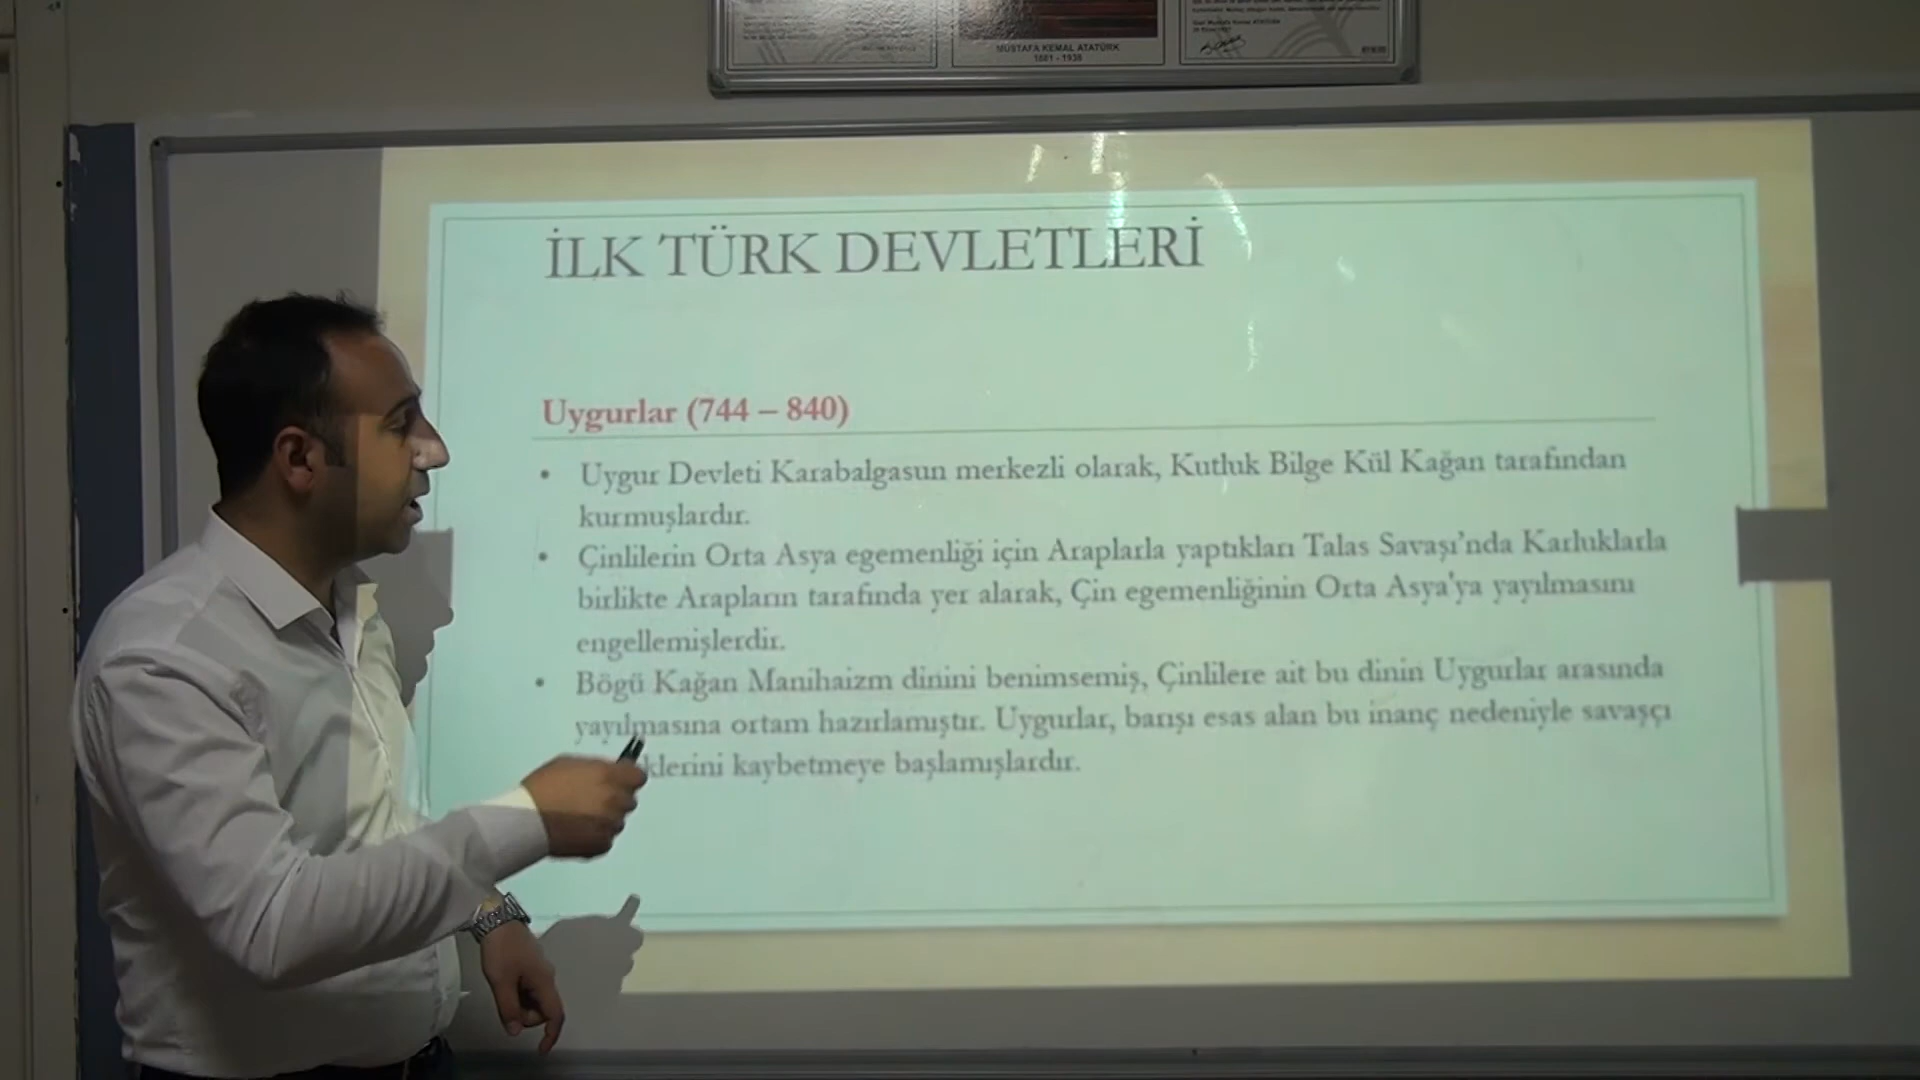 MUSTAFA KEMAL ATATÜRK
1881 - 1938
İLK TÜRK DEVLETLERİ
Uygurlar (744 – 840)
• Uygur Devleti Karabalgasun merkezli olarak, Kutluk Bilge Kül Kağan tarafından
kurmuşlardır.
• Çinlilerin Orta Asya egemenliği için Araplarla yaptıkları Talas Savaşı'nda Karluklarla
birlikte Arapların tarafında yer alarak, Çin egemenliğinin Orta Asya'ya yayılmasını
engellemişlerdir.
• Bögü Kağan Manihaizm dinini benimsemiş, Çinlilere ait bu dinin Uygurlar arasında
yayılmasına ortam hazırlamıştır. Uygurlar, barışı esas alan bu inanç nedeniyle savaşçı
klerini kaybetmeye başlamışlardır.